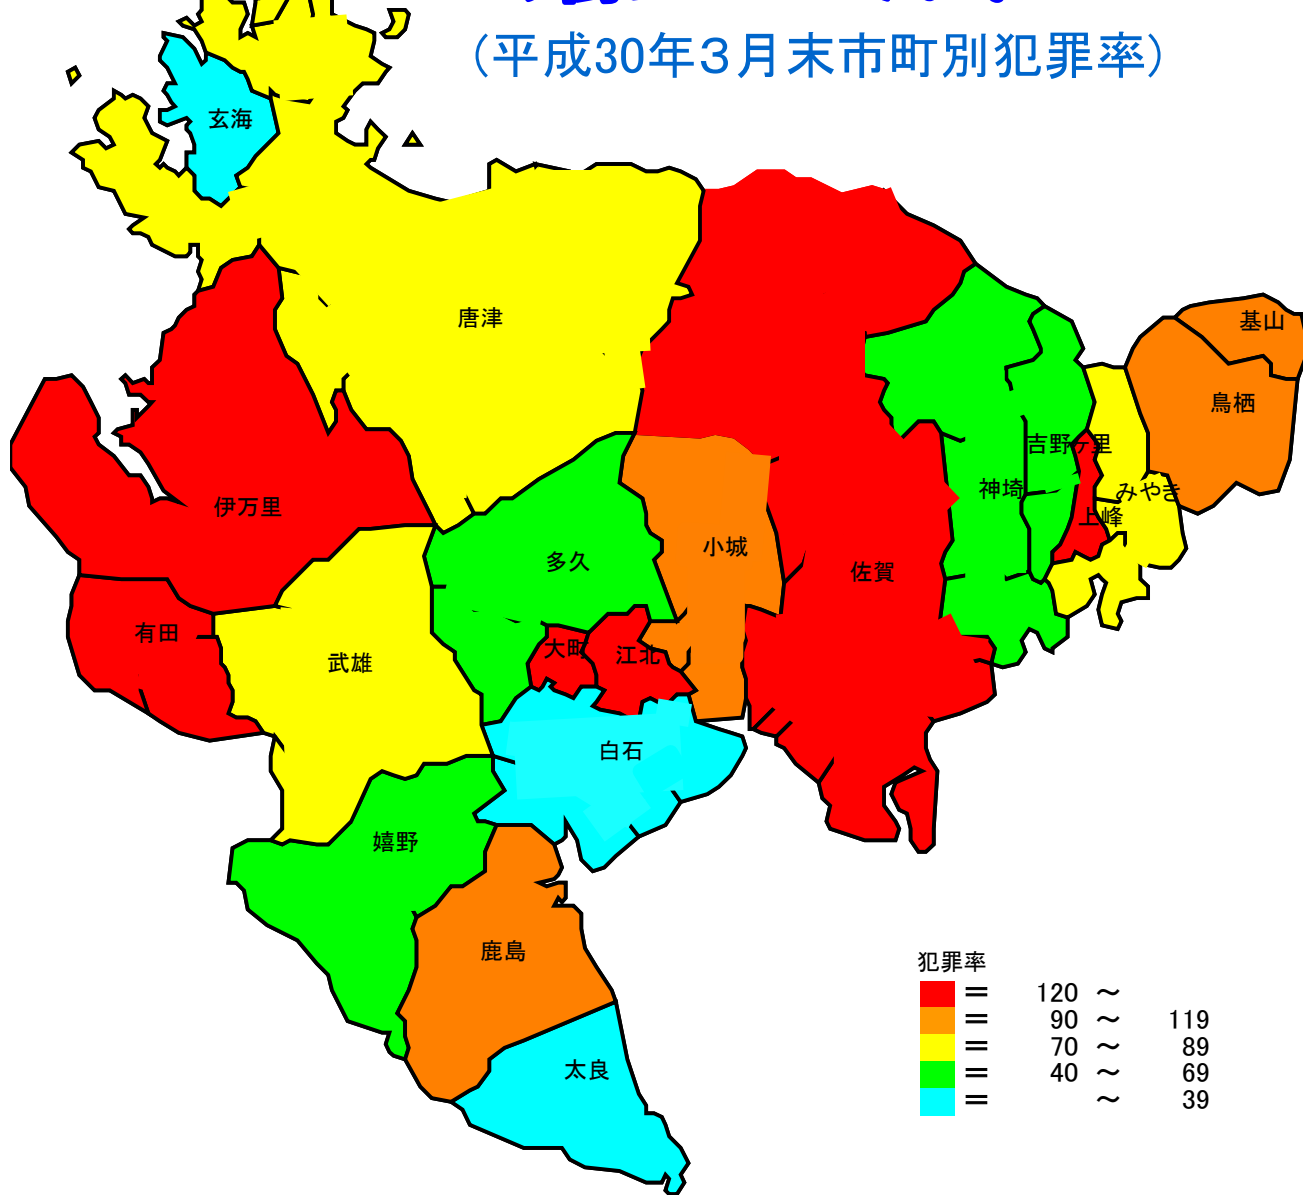 (平成30年3月末市町別犯罪率)
玄海
唐津
基山
鳥栖
吉野ヶ里
神埼
みやき
上峰
伊万里
小城
多久
佐賀
有田
大町
江北
武雄
白石
嬉野
鹿島
太良
犯罪率
= 120 ~
= 90 ~ 119
= 70 ~ 89
= 40 ~ 69
= ~ 39